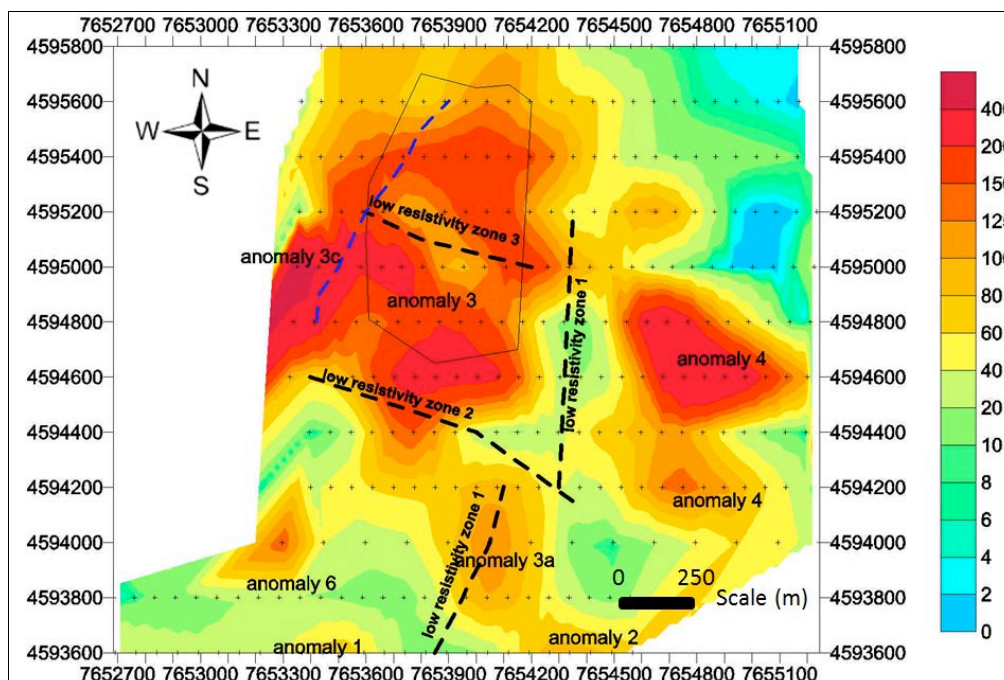 7652700 7653000 7653300 7653600 7653900 7654200 7654500 7654800 7655100
4595800 4595800
4595600 4595600
4595400 4595400
4595200 4595200
4595000 4595000
4594800 4594800
4594600 4594600
4594400 4594400
4594200 4594200
4594000 4594000
4593800 4593800
4593600 4593600
7652700 7653000 7653300 7653600 7653900 7654200 7654500 7654800 7655100
N
W E
S
low resistivity zone 3
anomaly 3c
anomaly 3
low resistivity zone 1
anomaly 4
low resistivity zone 2
anomaly 4
low resistivity zone 1
anomaly 3a
anomaly 6
0 250
Scale (m)
anomaly 2
anomaly 1
400
200
150
125
100
80
60
40
20
10
8
6
4
2
0